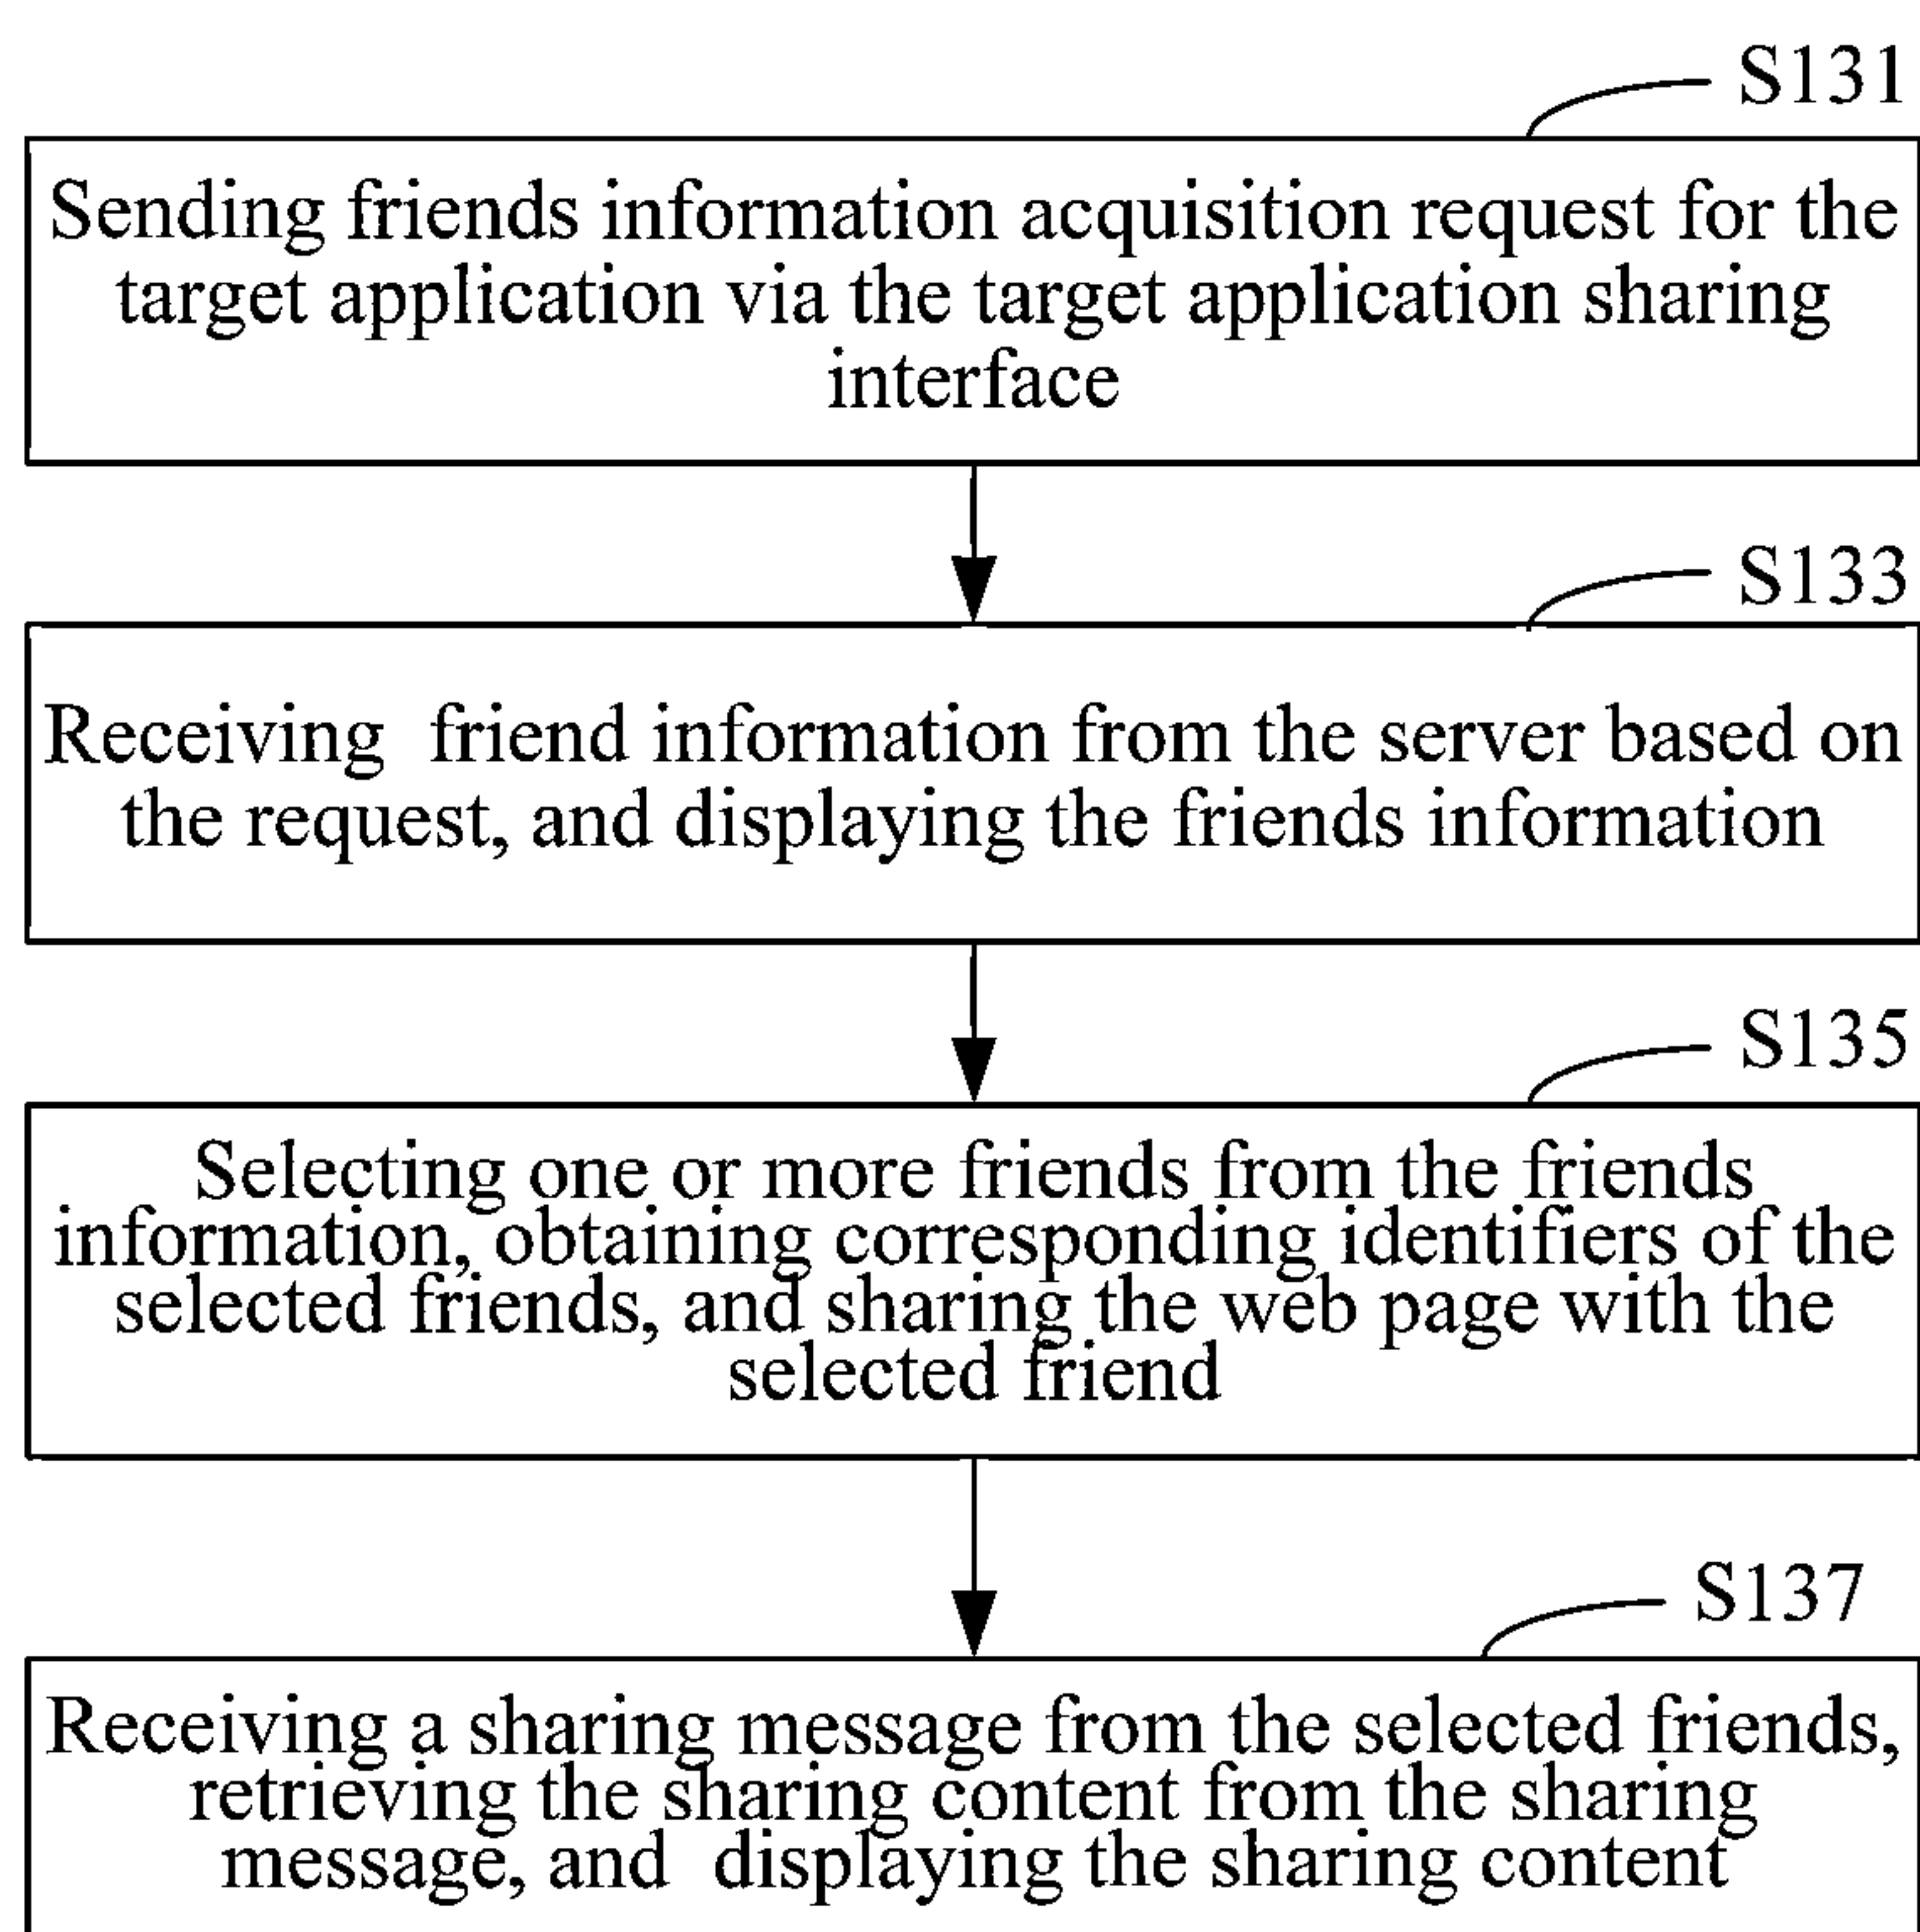 S131
Sending friends information acquisition request for the
target application via the target application sharing
interface
S133
Receiving friend information from the server based on
the request, and displaying the friends information
S135
Selecting one or more friends from the friends
information, obtaining corresponding identifiers of the
selected friends, and sharing the web page with the
selected friend
S137
Receiving a sharing message from the selected friends,
retrieving the sharing content from the sharing
message, and displaying the sharing content